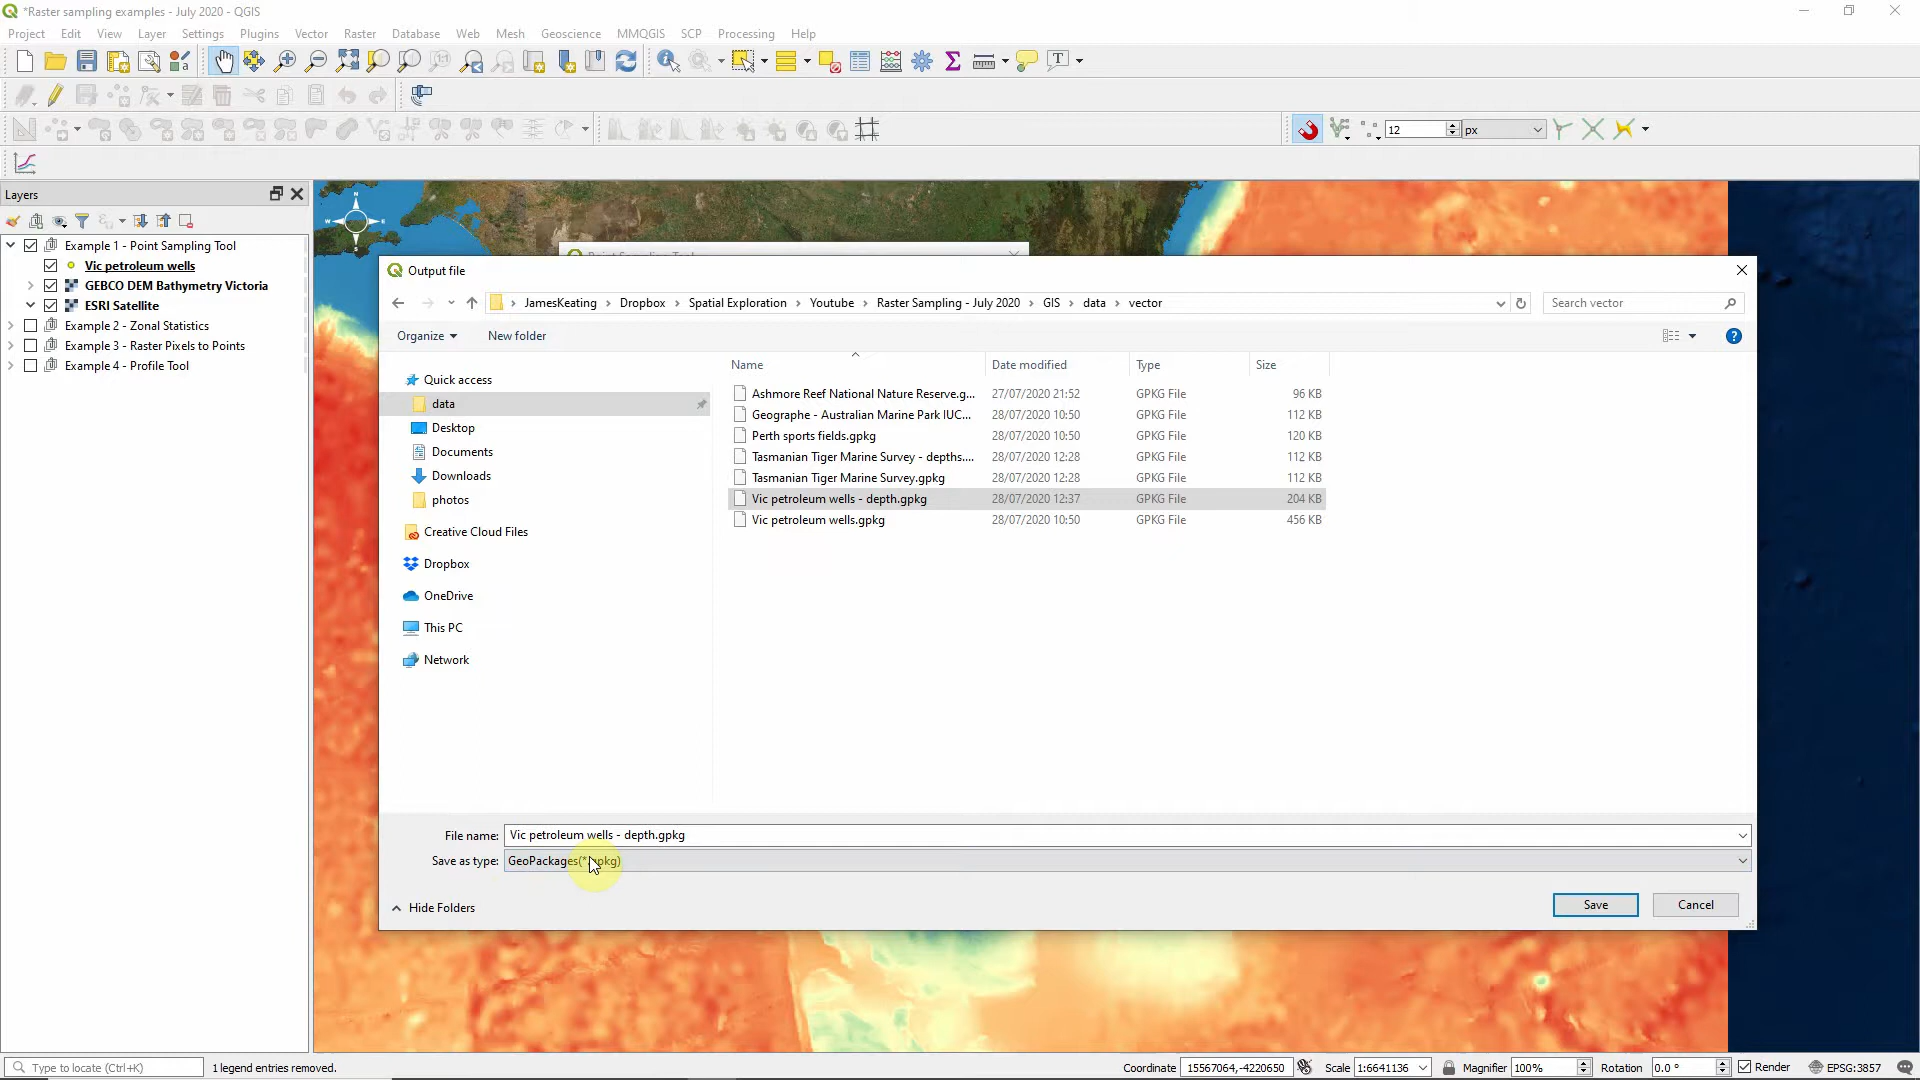 *Raster sampling examples - July 2020 - QGIS
Project Edit View Layer Settings Plugins Vector Raster Database Web Mesh Geoscience MMQGIS SCP Processing Help
12 px
Layers
Example 1 - Point Sampling Tool
Vic petroleum wells
GEBCO DEM Bathymetry Victoria
ESRI Satellite
Example 2 - Zonal Statistics
Example 3 - Raster Pixels to Points
Example 4 - Profile Tool
N
W E
S
Output file
JamesKeating Dropbox Spatial Exploration Youtube Raster Sampling - July 2020 GIS data vector
Search vector
Organize New folder
Name Date modified Type Size
Quick access
data
Desktop
Documents
Downloads
photos
Creative Cloud Files
Dropbox
OneDrive
This PC
Network
Ashmore Reef National Nature Reserve.g... 27/07/2020 21:52 GPKG File 96 KB
Geographe - Australian Marine Park IUC... 28/07/2020 10:50 GPKG File 112 KB
Perth sports fields.gpkg 28/07/2020 10:50 GPKG File 120 KB
Tasmanian Tiger Marine Survey - depths.... 28/07/2020 12:28 GPKG File 112 KB
Tasmanian Tiger Marine Survey.gpkg 28/07/2020 12:28 GPKG File 112 KB
Vic petroleum wells - depth.gpkg 28/07/2020 12:37 GPKG File 204 KB
Vic petroleum wells.gpkg 28/07/2020 10:50 GPKG File 456 KB
File name: Vic petroleum wells - depth.gpkg
Save as type: GeoPackages(*.gpkg)
Hide Folders
Save Cancel
Type to locate (Ctrl+K) 1 legend entries removed. Coordinate 15567064,-4220650 Scale 1:6641136 Magnifier 100% Rotation 0.0 ° Render EPSG:3857